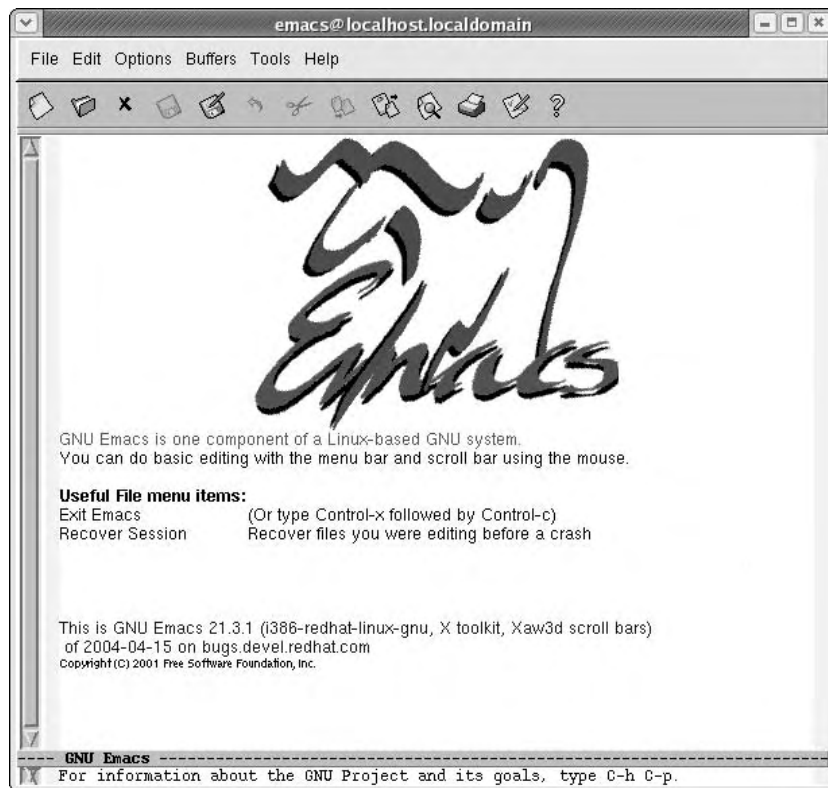 emacs@localhost.localdomain
File Edit Options Buffers Tools Help
Emacs
GNU Emacs is one component of a Linux-based GNU system.
You can do basic editing with the menu bar and scroll bar using the mouse.
Useful File menu items:
Exit Emacs (Or type Control-x followed by Control-c)
Recover Session Recover files you were editing before a crash
This is GNU Emacs 21.3.1 (i386-redhat-linux-gnu, X toolkit, Xaw3d scroll bars)
of 2004-04-15 on bugs.devel.redhat.com
Copyright (C) 2001 Free Software Foundation, Inc.
---- GNU Emacs ----
For information about the GNU Project and its goals, type C-h C-p.